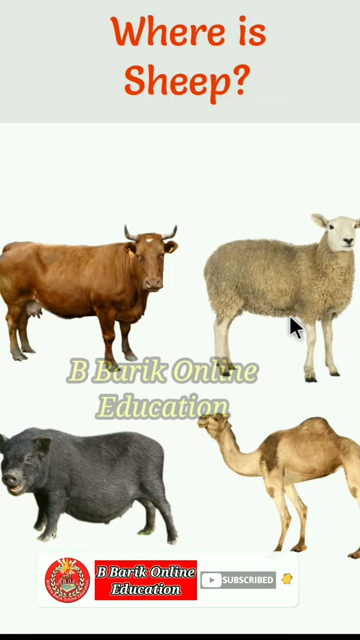 Where is
Sheep?
B Barik Online
Education
B Barik Online
Education
SUBSCRIBED